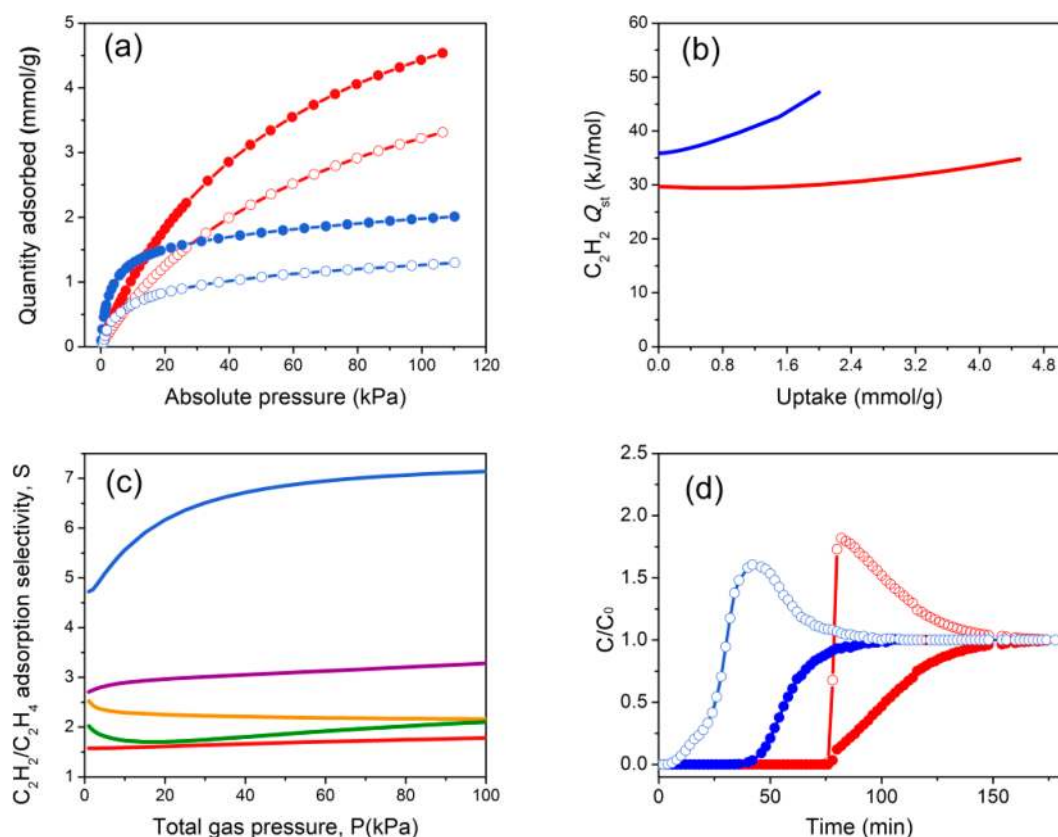 (a)
Quantity adsorbed (mmol/g)
5
4
3
2
1
0
0 20 40 60 80 100 120
Absolute pressure (kPa)
(b)
C₂H₂ Qst (kJ/mol)
60
50
40
30
20
10
0
0.0 0.8 1.6 2.4 3.2 4.0 4.8
Uptake (mmol/g)
(c)
C₂H₂/C₂H₄ adsorption selectivity, S
7
6
5
4
3
2
1
0 20 40 60 80 100
Total gas pressure, P(kPa)
(d)
C/C₀
2.5
2.0
1.5
1.0
0.5
0.0
0 50 100 150
Time (min)